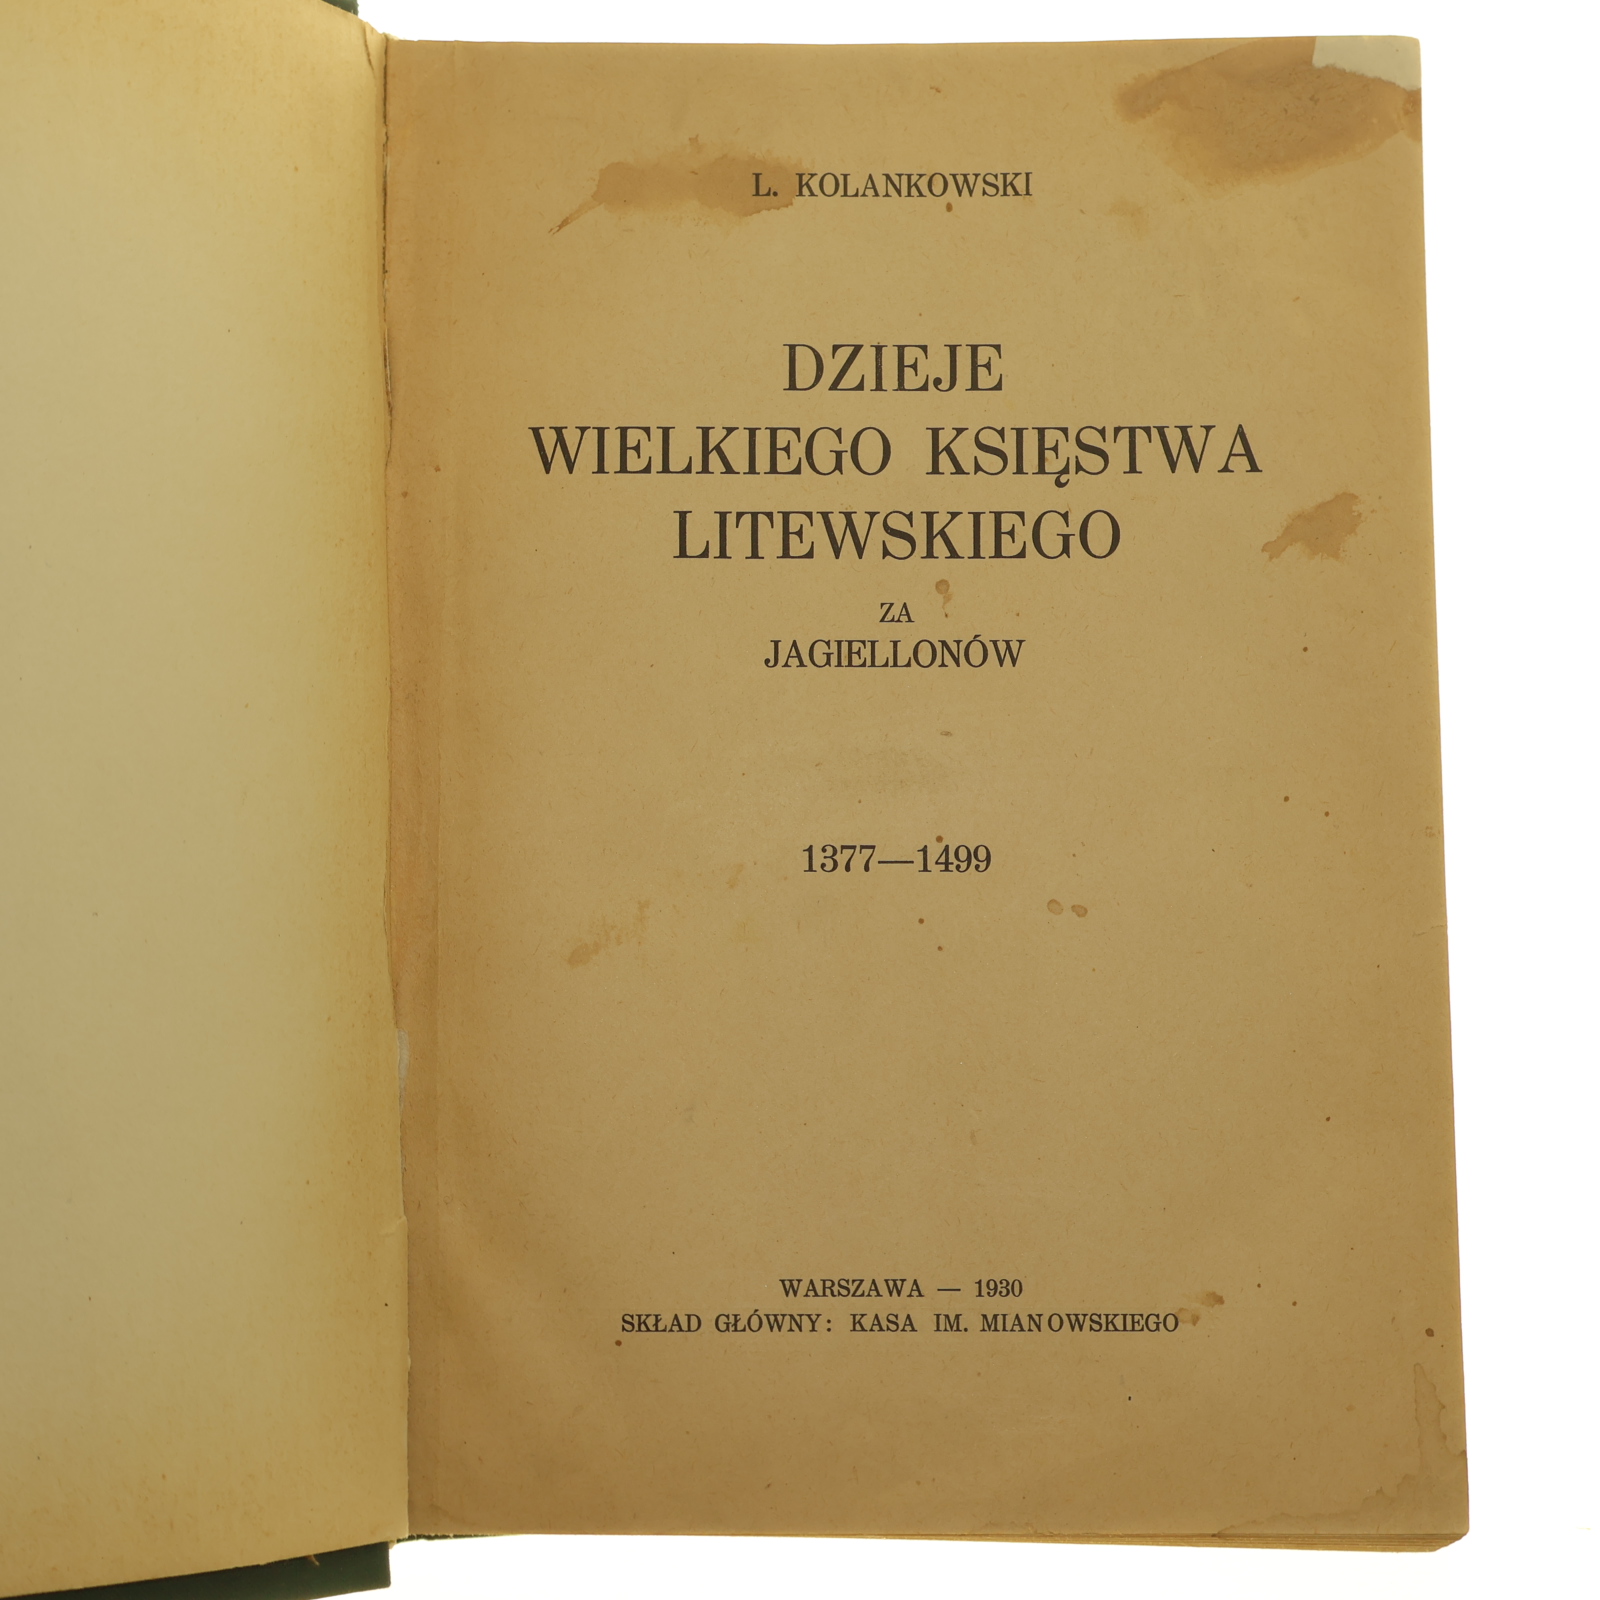 L. KOLANKOWSKI
DZIEJE
WIELKIEGO KSIĘSTWA
LITEWSKIEGO
ZA
JAGIELLONÓW
1377—1499
WARSZAWA — 1930
SKŁAD GŁÓWNY: KASA IM. MIANOWSKIEGO